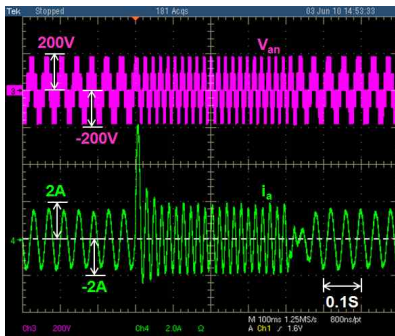 Tek Stopped 181 Acqs 03 Jun 10 14:53:33
200V
Van
-200V
2A
ia
4
-2A
0.1S
M 100ms 1.25MS/s 800ns/pt
Ch3 200V Ch4 2.0A Ω A Ch1 ∕ 1.6V